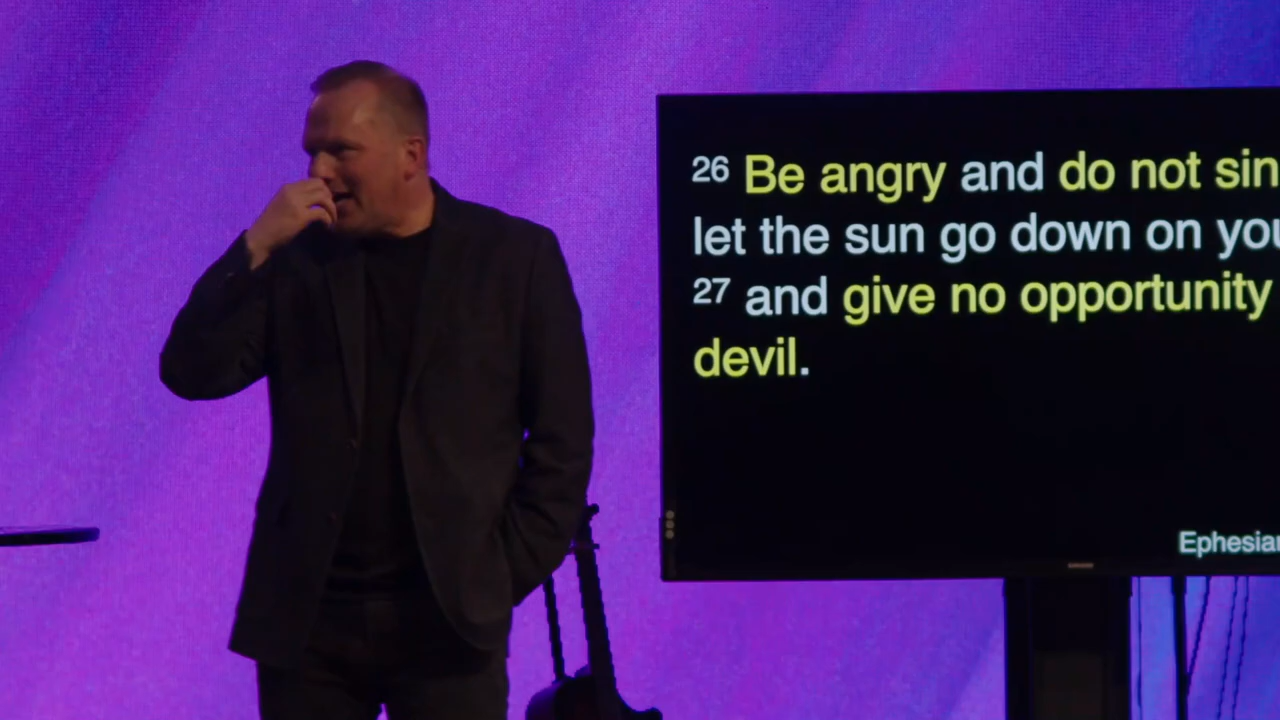 26 Be angry and do not sin
let the sun go down on you
27 and give no opportunity
devil.
Ephesian